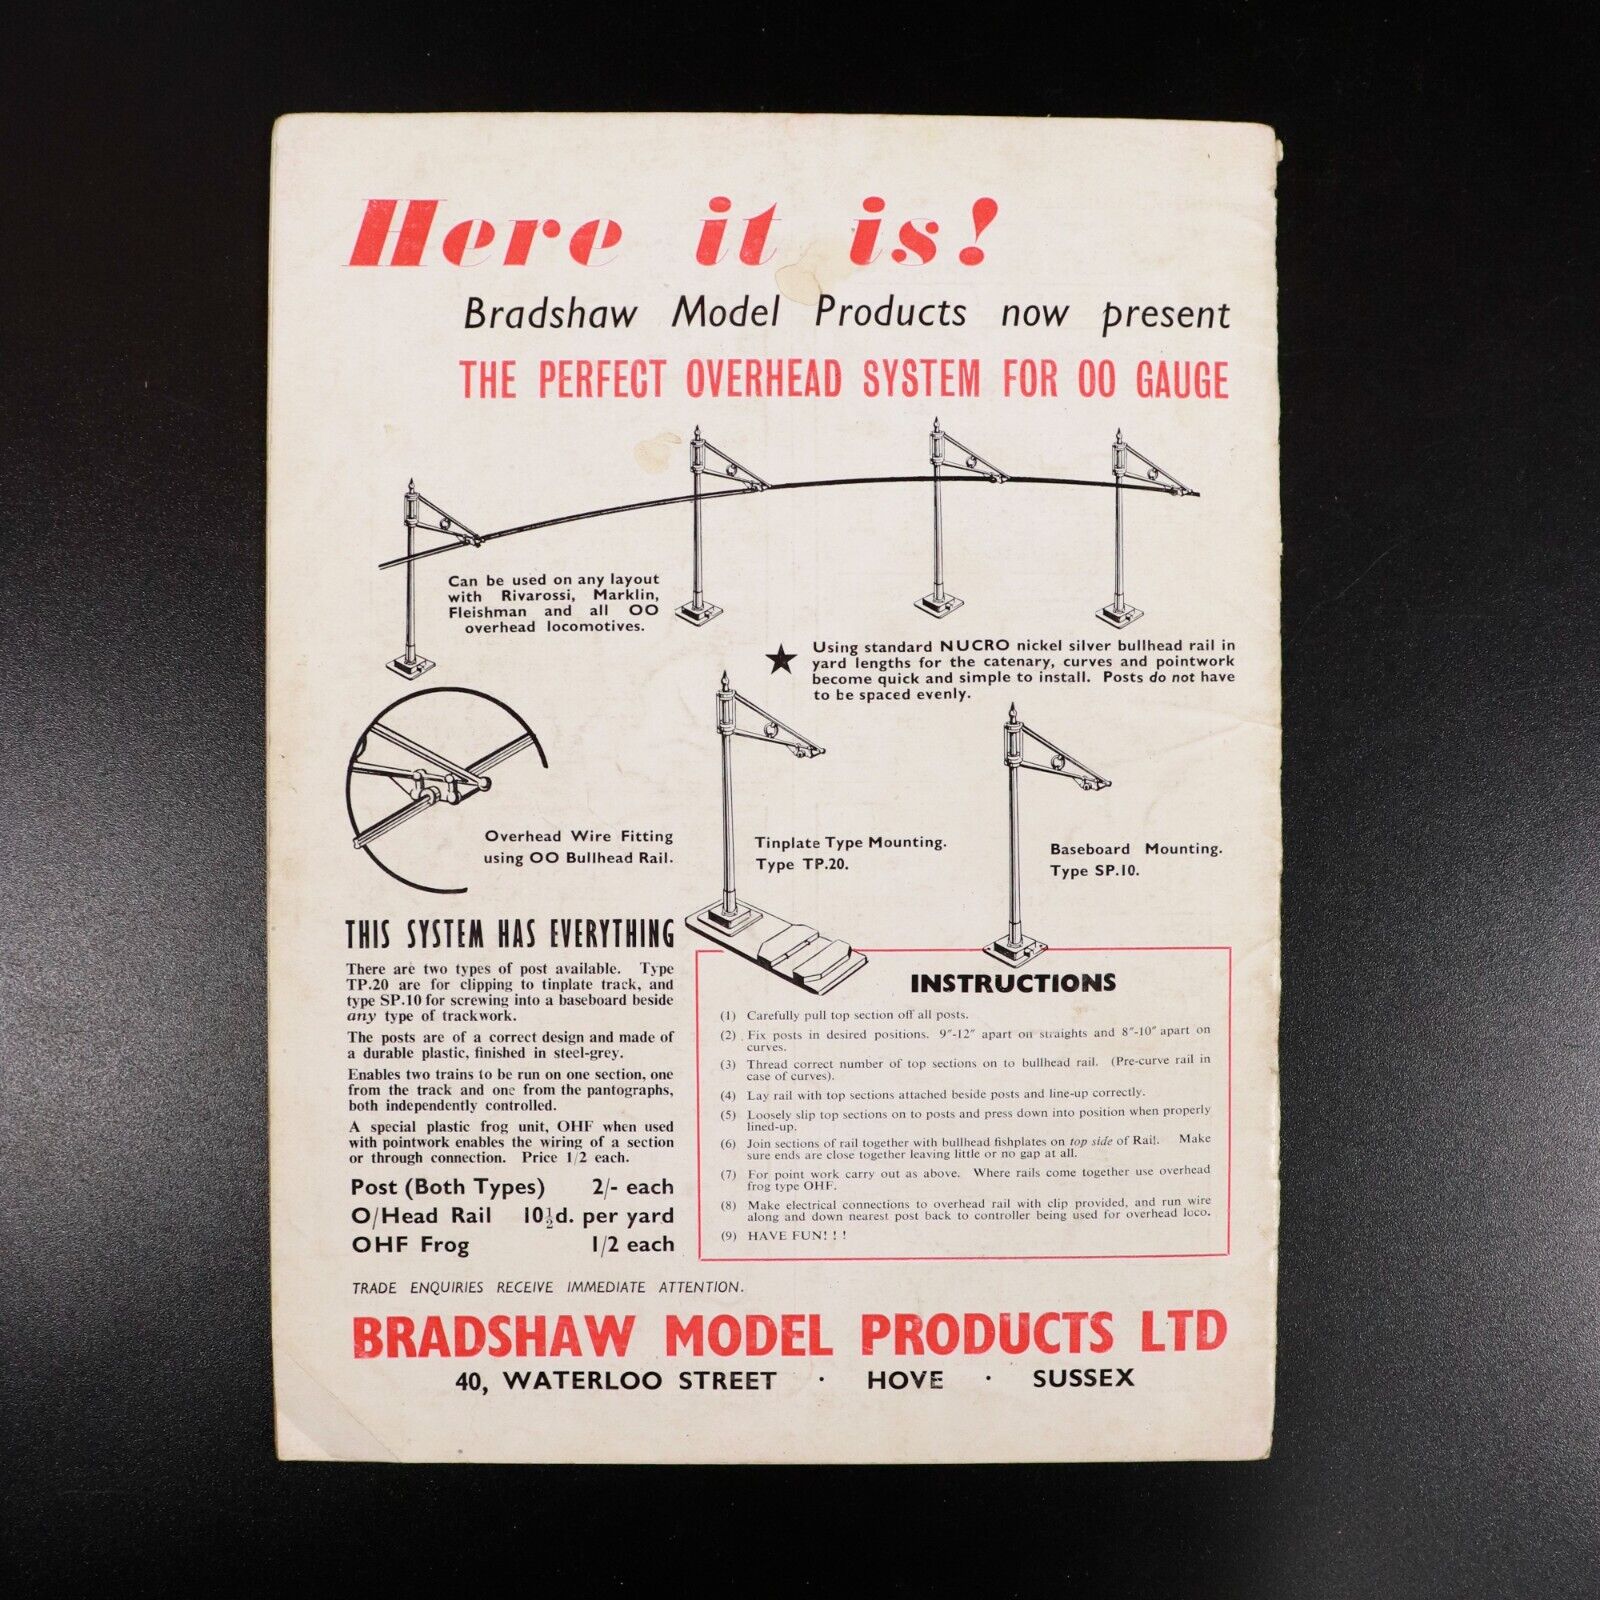 Here it is!
Bradshaw Model Products now present
THE PERFECT OVERHEAD SYSTEM FOR OO GAUGE
Can be used on any layout
with Rivarossi, Marklin,
Fleishman and all OO
overhead locomotives.
★ Using standard NUCRO nickel silver bullhead rail in
yard lengths for the catenary, curves and pointwork
become quick and simple to install. Posts do not have
to be spaced evenly.
Overhead Wire Fitting
using OO Bullhead Rail.
Tinplate Type Mounting.
Type TP.20.
Baseboard Mounting.
Type SP.10.
THIS SYSTEM HAS EVERYTHING
There are two types of post available. Type
TP.20 are for clipping to tinplate track, and
type SP.10 for screwing into a baseboard beside
any type of trackwork.
The posts are of a correct design and made of
a durable plastic, finished in steel-grey.
Enables two trains to be run on one section, one
from the track and one from the pantographs,
both independently controlled.
A special plastic frog unit, OHF when used
with pointwork enables the wiring of a section
or through connection. Price 1/2 each.
Post (Both Types) 2/- each
O/Head Rail 10½d. per yard
OHF Frog 1/2 each
INSTRUCTIONS
(1) Carefully pull top section off all posts.
(2) Fix posts in desired positions. 9"-12" apart on straights and 8"-10" apart on
curves.
(3) Thread correct number of top sections on to bullhead rail. (Pre-curve rail in
case of curves).
(4) Lay rail with top sections attached beside posts and line-up correctly.
(5) Loosely slip top sections on to posts and press down into position when properly
lined-up.
(6) Join sections of rail together with bullhead fishplates on top side of Rail. Make
sure ends are close together leaving little or no gap at all.
(7) For point work carry out as above. Where rails come together use overhead
frog type OHF.
(8) Make electrical connections to overhead rail with clip provided, and run wire
along and down nearest post back to controller being used for overhead loco.
(9) HAVE FUN! ! !
TRADE ENQUIRIES RECEIVE IMMEDIATE ATTENTION.
BRADSHAW MODEL PRODUCTS LTD
40, WATERLOO STREET · HOVE · SUSSEX